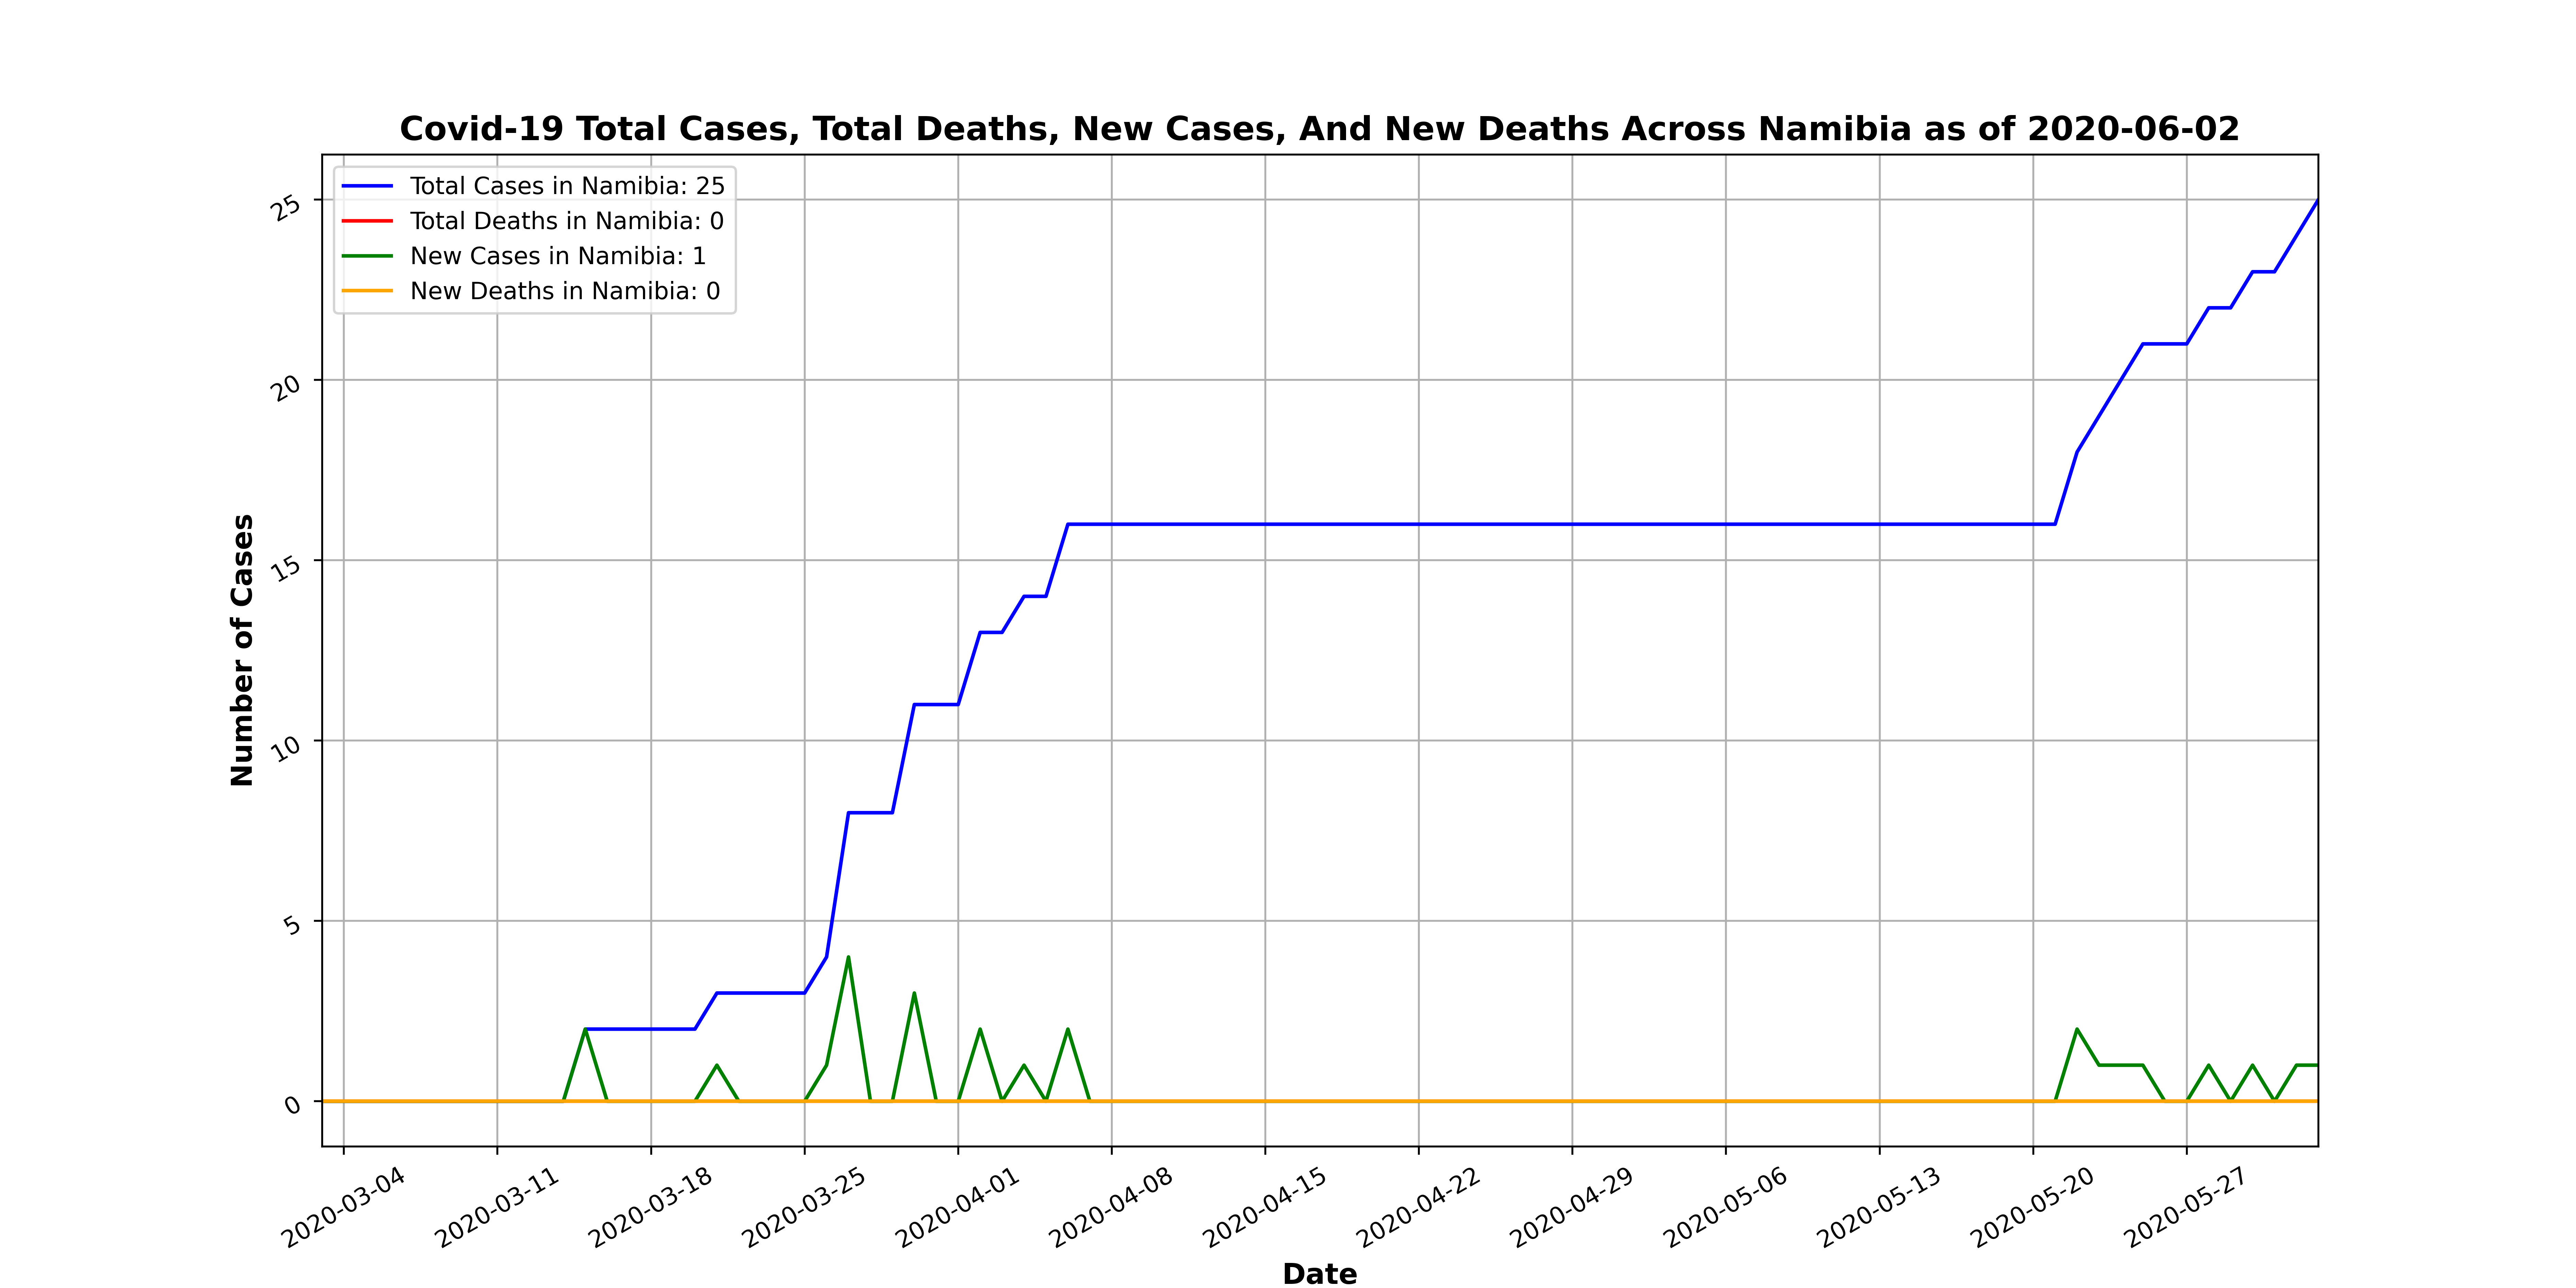 Covid-19 Total Cases, Total Deaths, New Cases, And New Deaths Across Namibia as of 2020-06-02
Total Cases in Namibia: 25
Total Deaths in Namibia: 0
New Cases in Namibia: 1
New Deaths in Namibia: 0
Number of Cases
25
20
15
10
5
0
2020-03-04
2020-03-11
2020-03-18
2020-03-25
2020-04-01
2020-04-08
2020-04-15
2020-04-22
2020-04-29
2020-05-06
2020-05-13
2020-05-20
2020-05-27
Date